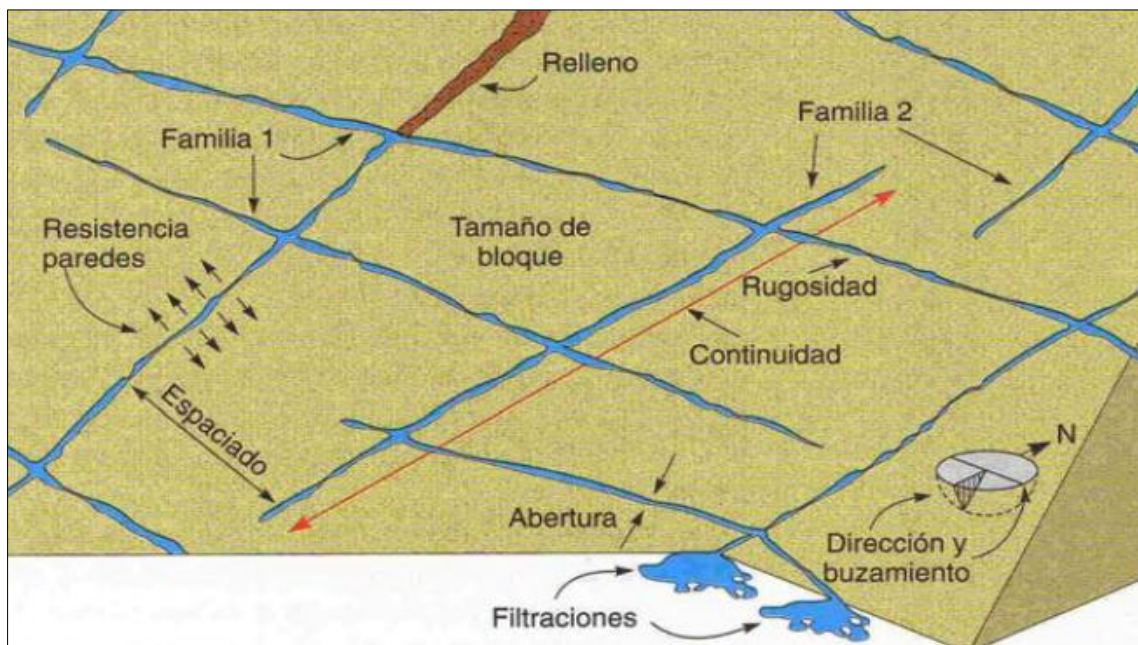 Relleno
Familia 1
Familia 2
Resistencia
paredes
Tamaño de
bloque
Rugosidad
Continuidad
Espaciado
N
Abertura
Dirección y
buzamiento
Filtraciones